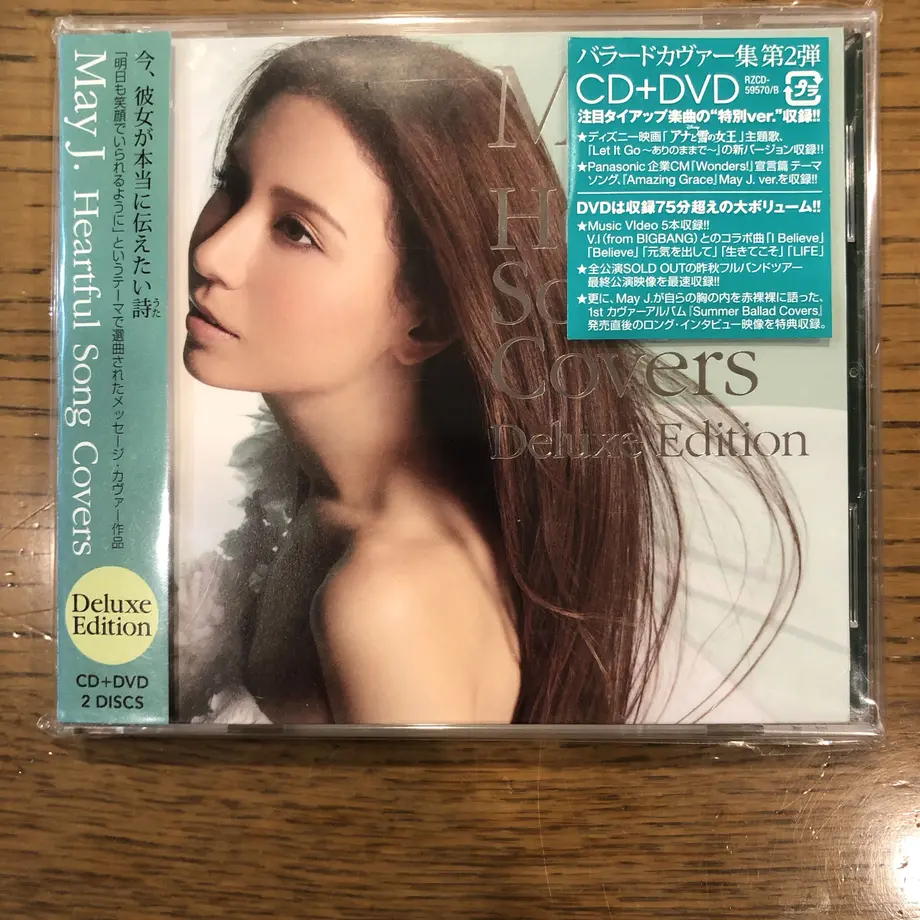 今、彼女が本当に伝えたい詩
うた
「明日も笑顔でいられるように」というテーマで選曲されたメッセージ・カヴァー作品
May J. Heartful Song Covers
Deluxe
Edition
CD+DVD
2 DISCS
バラードカヴァー集 第2弾
CD+DVD
RZCD-
59570/B
プラ
注目タイアップ楽曲の"特別ver."収録!!
★ディズニー映画「アナと雪の女王」主題歌、
「Let It Go ～ありのままで～」の新バージョン収録!!
★Panasonic 企業CM「Wonders!」宣言篇 テーマ
ソング、「Amazing Grace」May J. ver.を収録!!
DVDは収録75分超えの大ボリューム!!
★Music Video 5本収録!!
V.I(from BIGBANG)とのコラボ曲「I Believe」
「Believe」「元気を出して」「生きてこそ」「LIFE」
★全公演SOLD OUTの昨秋フルバンドツアー
最終公演映像を最速収録!!
★更に、May J.が自らの胸の内を赤裸裸に語った、
1st カヴァーアルバム『Summer Ballad Covers』
発売直後のロング・インタビュー映像を特典収録。
M
H
So
Covers
Deluxe Edition